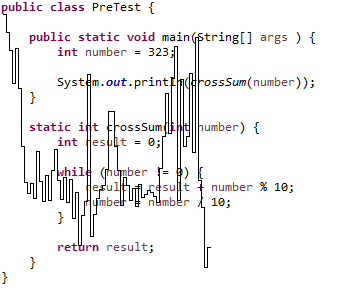 public class PreTest {
public static void main(String[] args ) {
int number = 323;
System.out.println(crossSum(number));
}
static int crossSum(int number) {
int result = 0;
while (number != 0) {
result = result + number % 10;
number = number / 10;
}
return result;
}
}